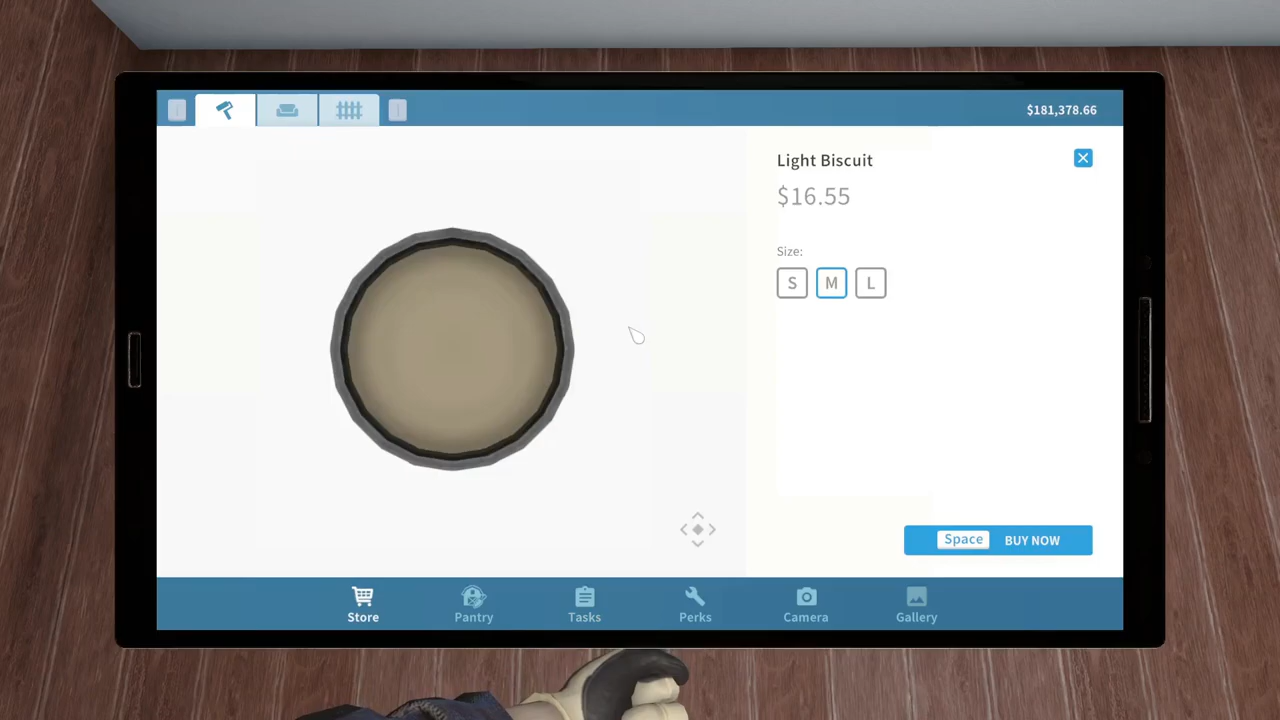 $181,378.66
Light Biscuit
$16.55
Size:
S M L
Space BUY NOW
Store Pantry Tasks Perks Camera Gallery